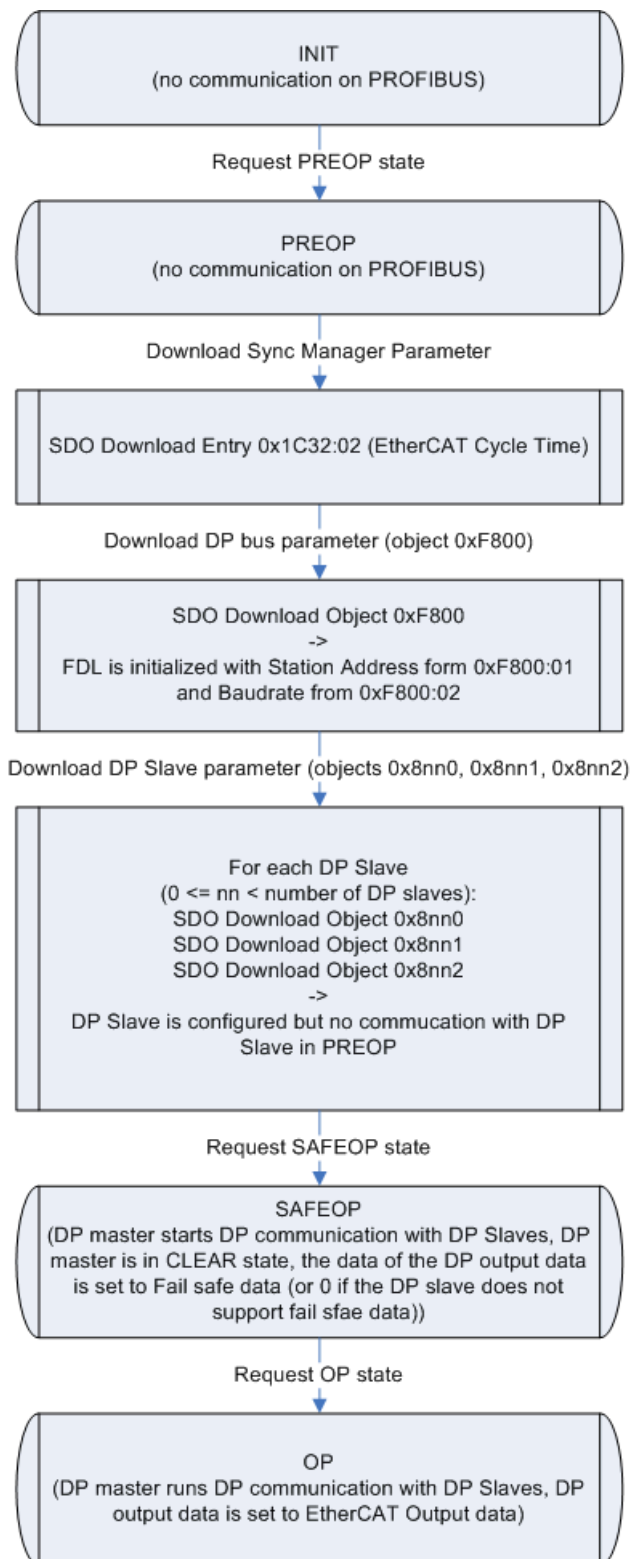 INIT
(no communication on PROFIBUS)
Request PREOP state
PREOP
(no communication on PROFIBUS)
Download Sync Manager Parameter
SDO Download Entry 0x1C32:02 (EtherCAT Cycle Time)
Download DP bus parameter (object 0xF800)
SDO Download Object 0xF800
->
FDL is initialized with Station Address form 0xF800:01
and Baudrate from 0xF800:02
Download DP Slave parameter (objects 0x8nn0, 0x8nn1, 0x8nn2)
For each DP Slave
(0 <= nn < number of DP slaves):
SDO Download Object 0x8nn0
SDO Download Object 0x8nn1
SDO Download Object 0x8nn2
->
DP Slave is configured but no commucation with DP
Slave in PREOP
Request SAFEOP state
SAFEOP
(DP master starts DP communication with DP Slaves, DP
master is in CLEAR state, the data of the DP output data
is set to Fail safe data (or 0 if the DP slave does not
support fail sfae data))
Request OP state
OP
(DP master runs DP communication with DP Slaves, DP
output data is set to EtherCAT Output data)